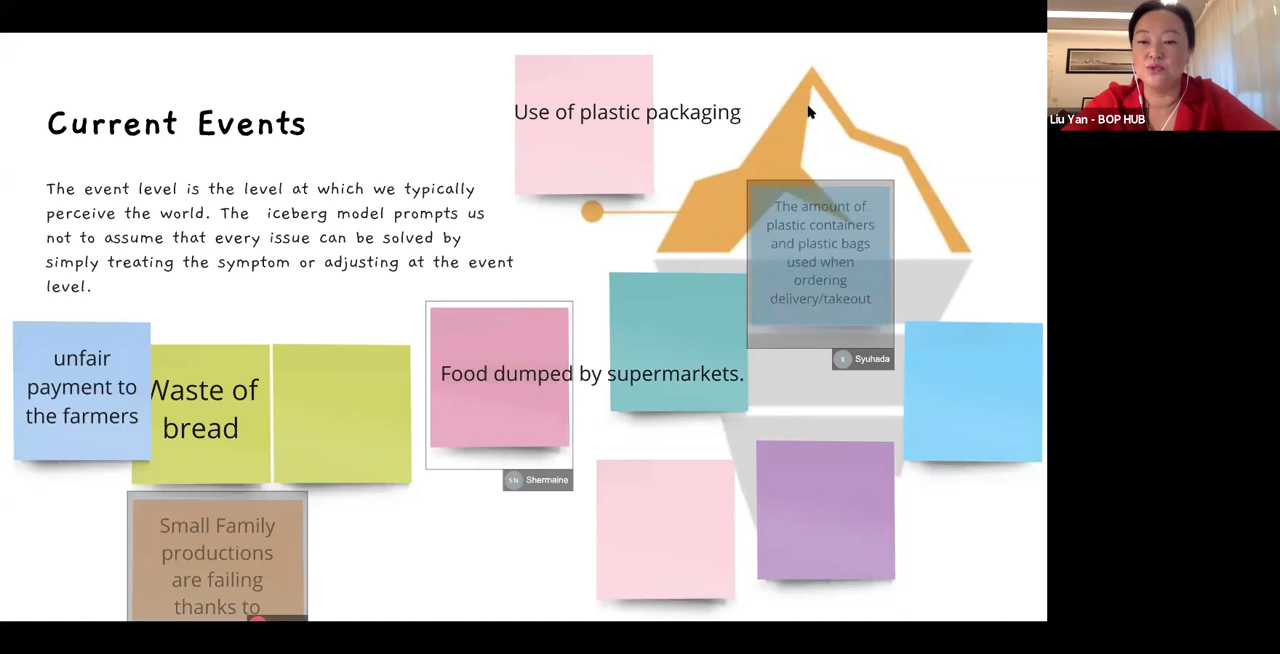 Current Events
The event level is the level at which we typically
perceive the world. The iceberg model prompts us
not to assume that every issue can be solved by
simply treating the symptom or adjusting at the event
level.
Use of plastic packaging
The amount of
plastic containers
and plastic bags
used when
ordering
delivery/takeout
S
Syuhada
unfair
payment to
the farmers
Waste of
bread
Food dumped by supermarkets.
SN
Shermaine
Small Family
productions
are failing
thanks to
Liu Yan - BOP HUB